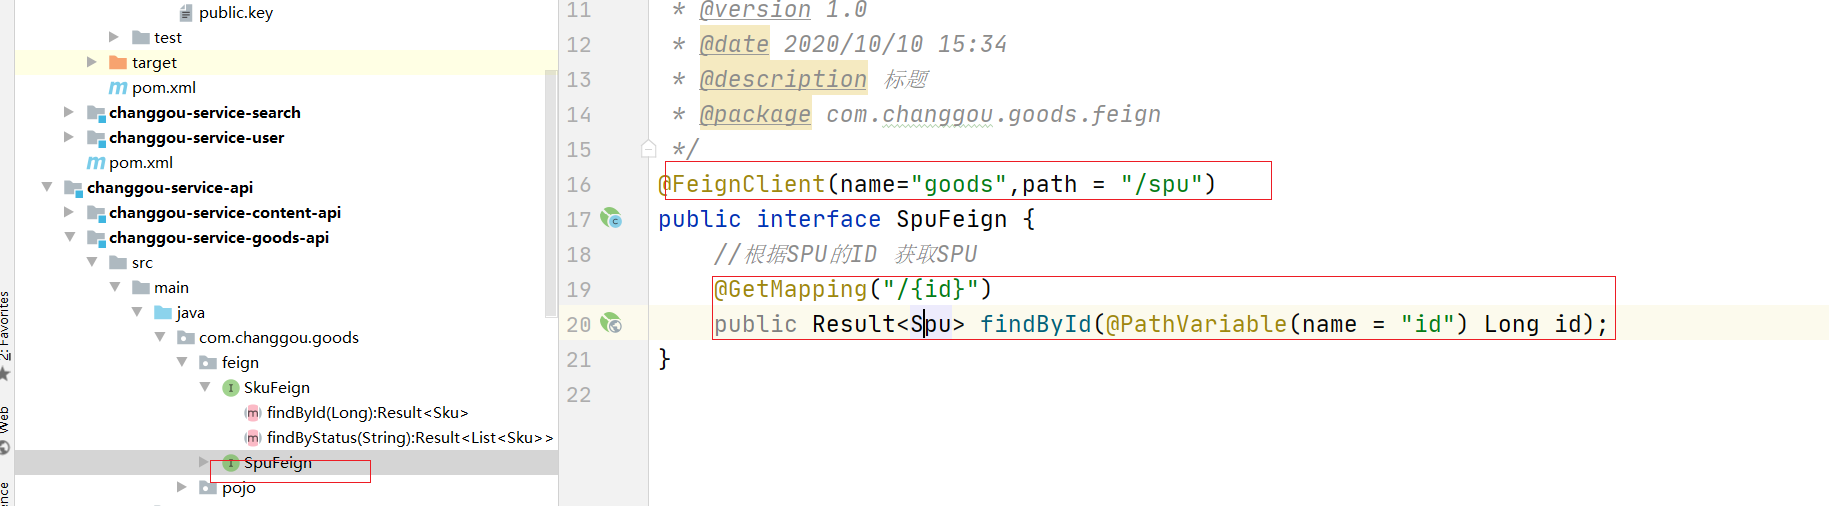 public.key
test
target
pom.xml
changgou-service-search
changgou-service-user
pom.xml
changgou-service-api
changgou-service-content-api
changgou-service-goods-api
src
main
java
com.changgou.goods
feign
SkuFeign
findById(Long):Result<Sku>
findByStatus(String):Result<List<Sku>>
SpuFeign
pojo
2: Favorites
Web
11 * @version 1.0
12 * @date 2020/10/10 15:34
13 * @description 标题
14 * @package com.changgou.goods.feign
15 */
16 @FeignClient(name="goods",path = "/spu")
17 public interface SpuFeign {
18 //根据SPU的ID 获取SPU
19 @GetMapping("/{id}")
20 public Result<Spu> findById(@PathVariable(name = "id") Long id);
21 }
22